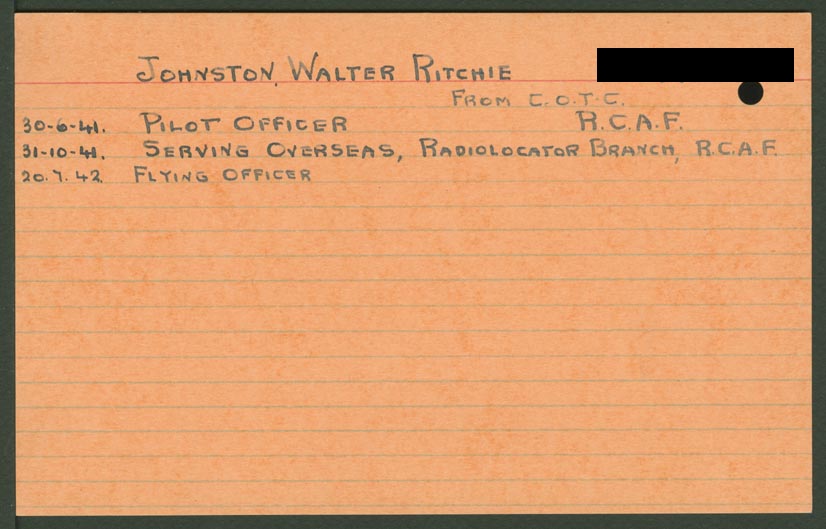 JOHNSTON, WALTER RITCHIE
FROM C.O.T.C.
30-6-41. PILOT OFFICER R.C.A.F.
31-10-41. SERVING OVERSEAS, RADIOLOCATOR BRANCH, R.C.A.F.
20.7.42 FLYING OFFICER